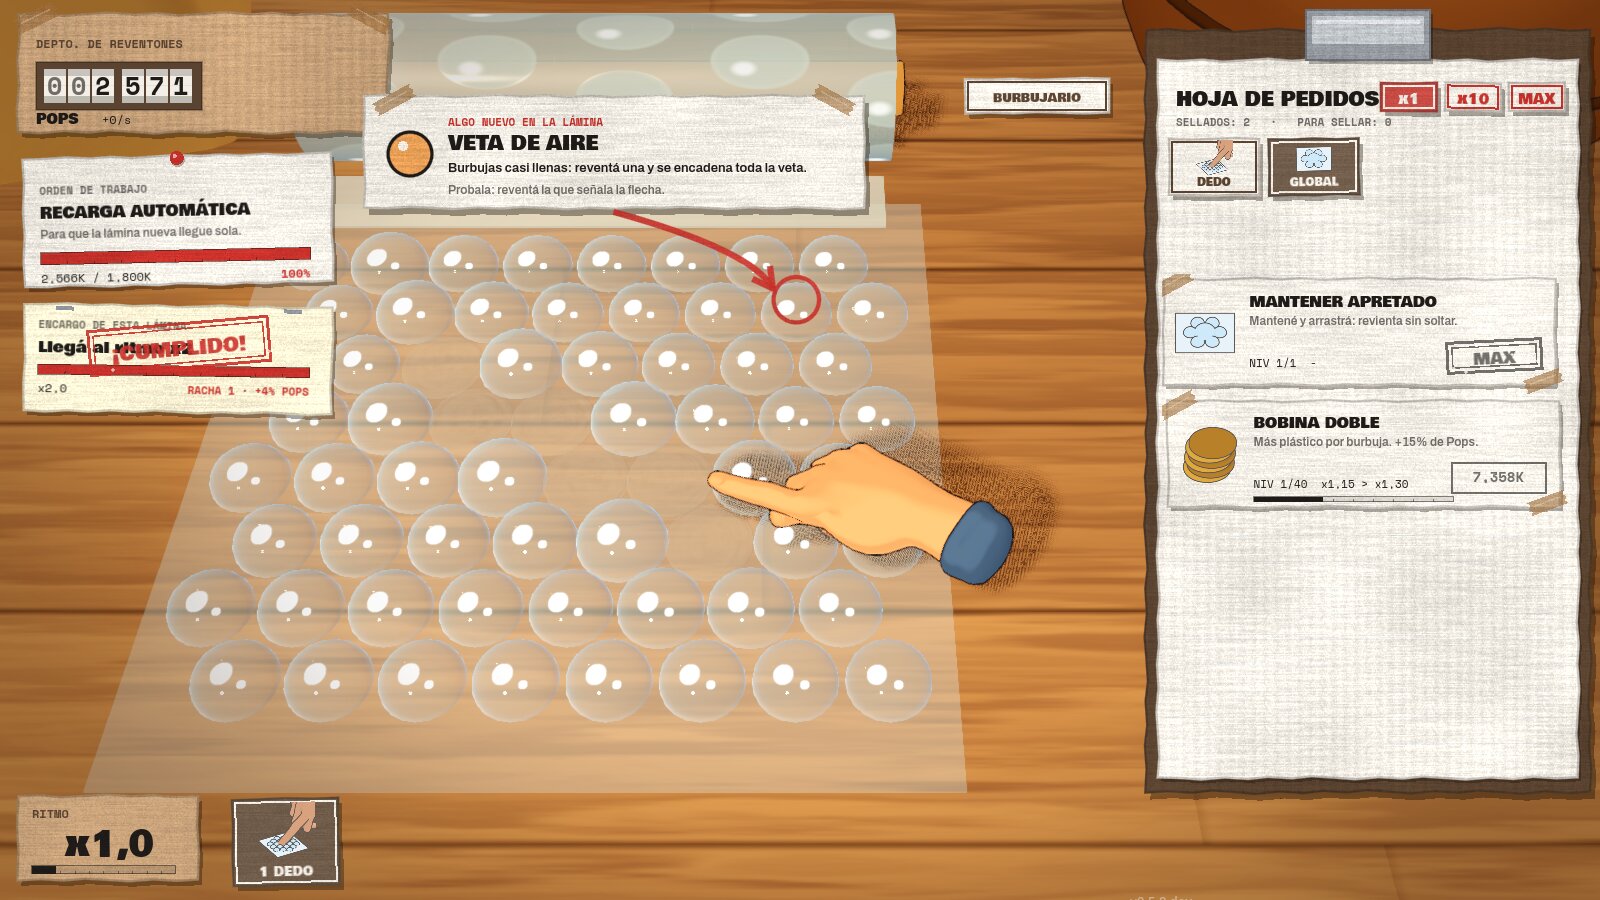 DEPTO. DE REVENTONES
002571
POPS +0/s
ORDEN DE TRABAJO
RECARGA AUTOMÁTICA
Para que la lámina nueva llegue sola.
2,566K / 1,800K 100%
ENCARGO DE ESTA LÁMINA
Llegá al ritmo x2
¡CUMPLIDO!
x2,0 RACHA 1 · +4% POPS
ALGO NUEVO EN LA LÁMINA
VETA DE AIRE
Burbujas casi llenas: reventá una y se encadena toda la veta.
Probala: reventá la que señala la flecha.
BURBUJARIO
HOJA DE PEDIDOS x1 x10 MAX
SELLADOS: 2 · PARA SELLAR: 0
DEDO GLOBAL
MANTENER APRETADO
Mantené y arrastrá: revienta sin soltar.
NIV 1/1 - MAX
BOBINA DOBLE
Más plástico por burbuja. +15% de Pops.
NIV 1/40 x1,15 > x1,30 7,358K
RITMO
x1,0
1 DEDO